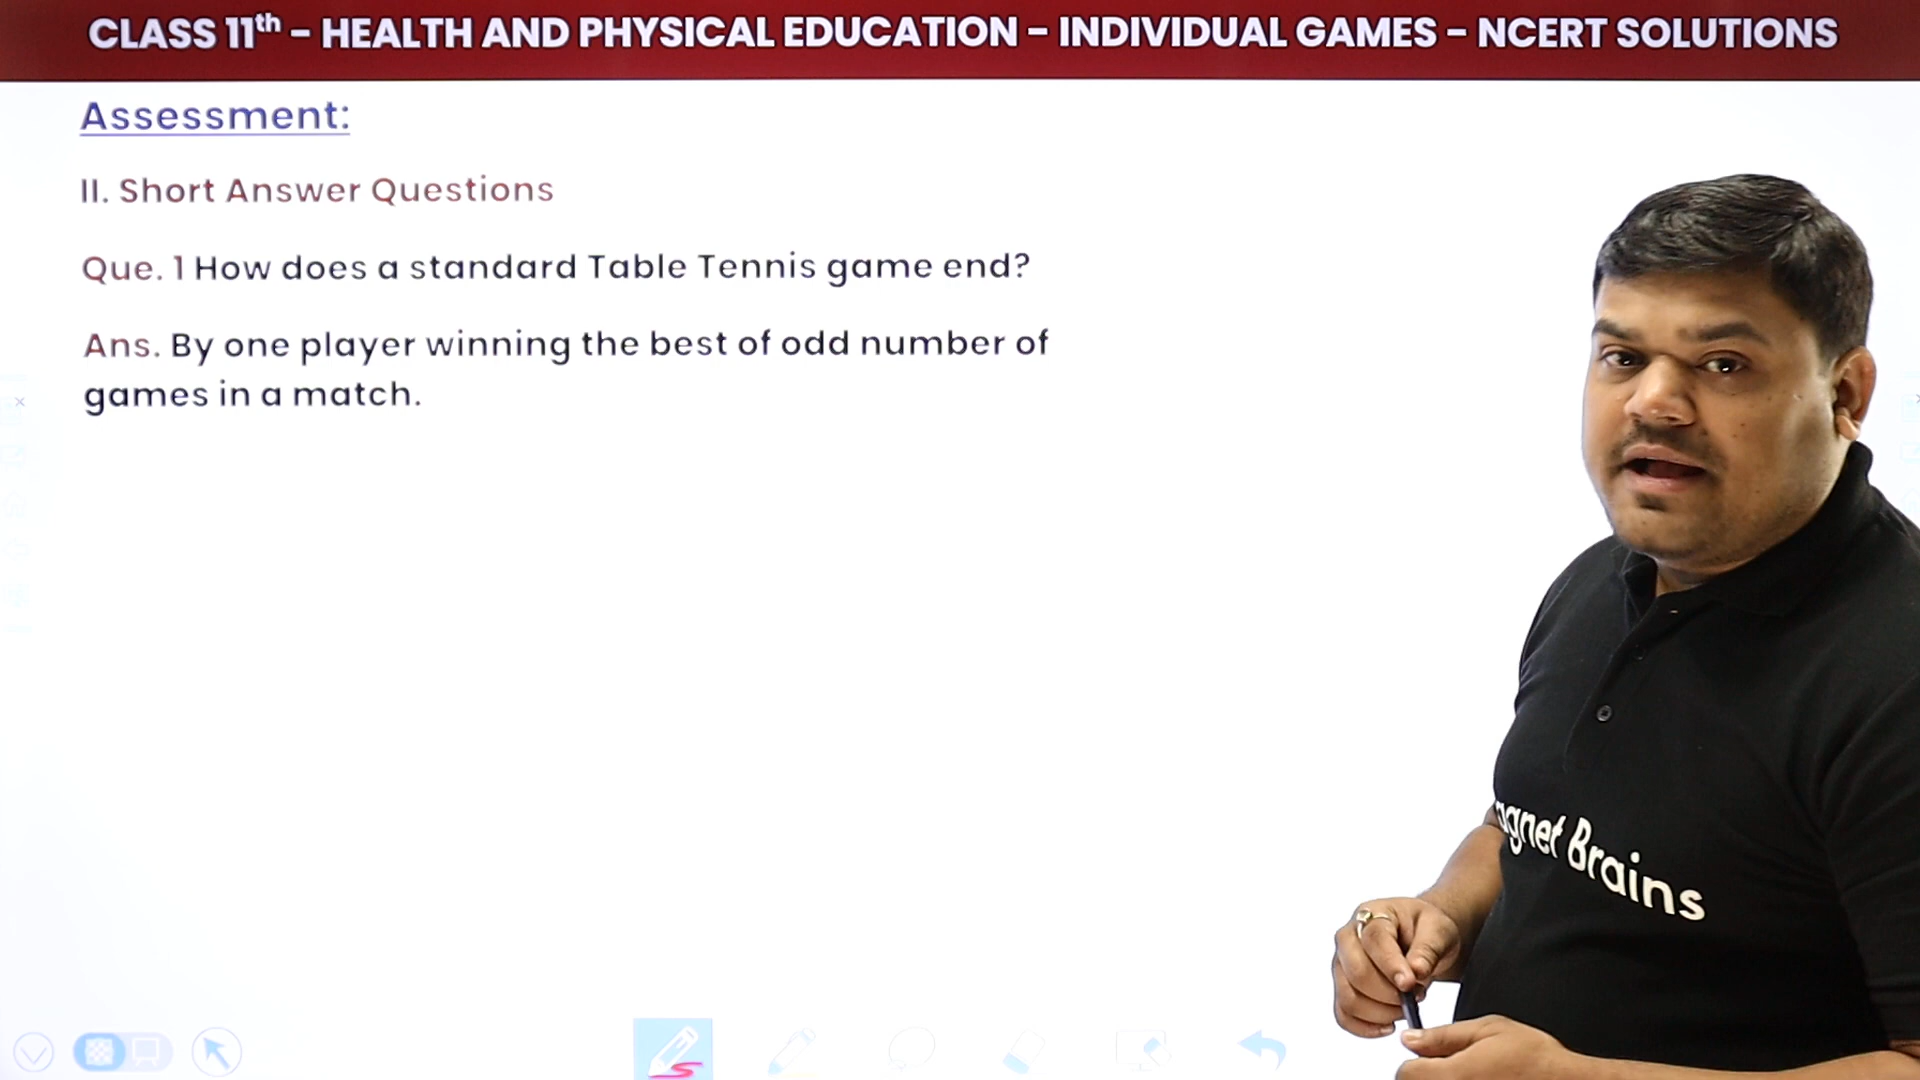 CLASS 11th – HEALTH AND PHYSICAL EDUCATION – INDIVIDUAL GAMES – NCERT SOLUTIONS
Assessment:
II. Short Answer Questions
Que. 1 How does a standard Table Tennis game end?
Ans. By one player winning the best of odd number of
games in a match.
Brains